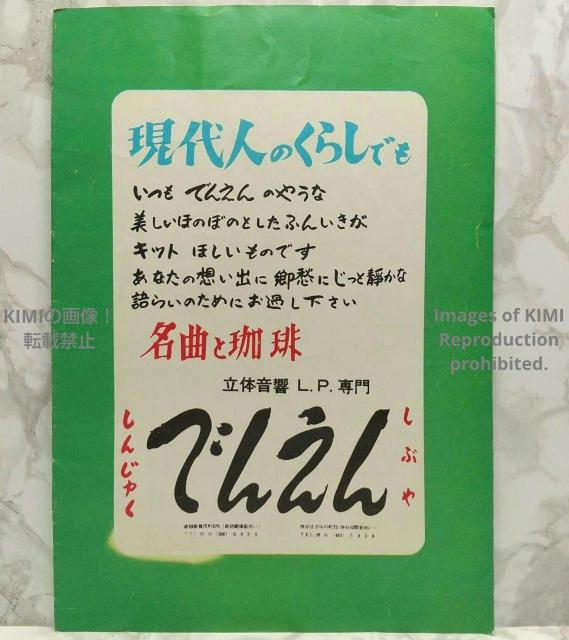 現代人のくらしでも
いつも でんえん のやうな
美しいほのぼのとしたふんいきが
キット ほしいものです
あなたの想い出に 郷愁にじっと静かな
語らいのためにお過し下さい
名曲と珈琲
立体音響 L.P.専門
しんじゅく
でんえん
しぶや
KIMIの画像!
転載禁止
Images of KIMI
Reproduction
prohibited.